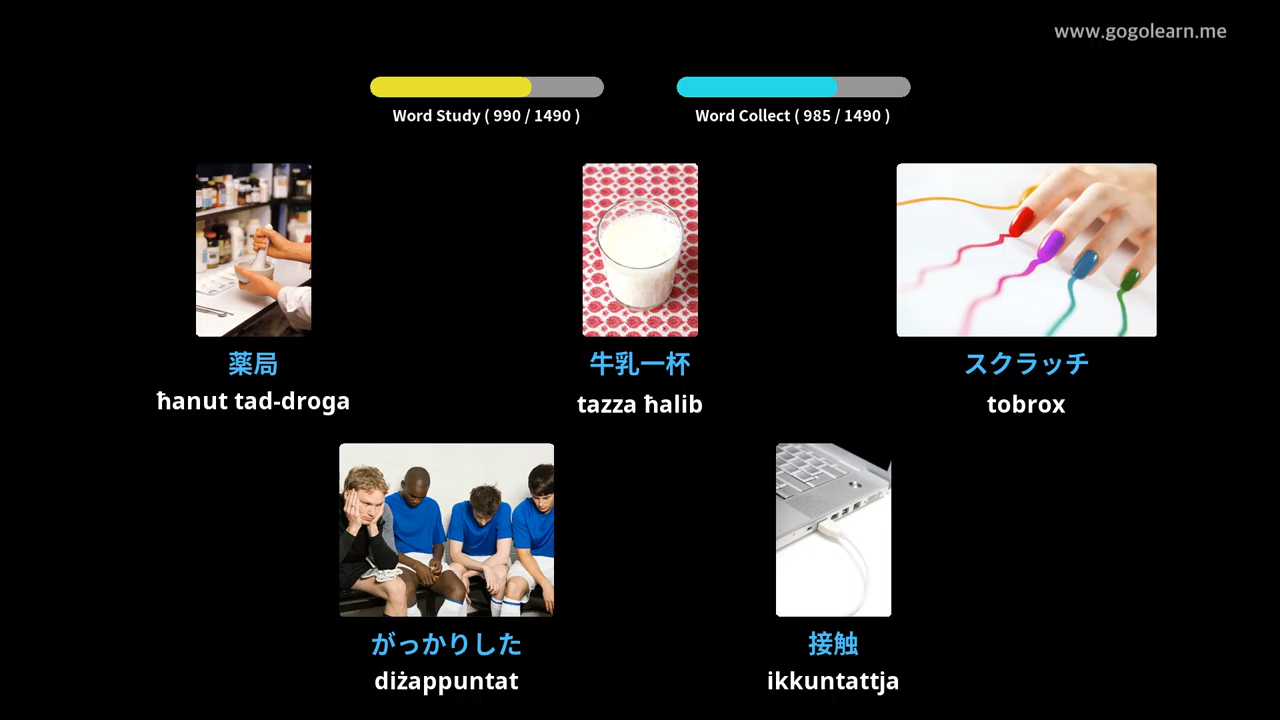 www.gogolearn.me
Word Study ( 990 / 1490 )
Word Collect ( 985 / 1490 )
薬局
ħanut tad-droga
牛乳一杯
tazza ħalib
スクラッチ
tobrox
がっかりした
diżappuntat
接触
ikkuntattja